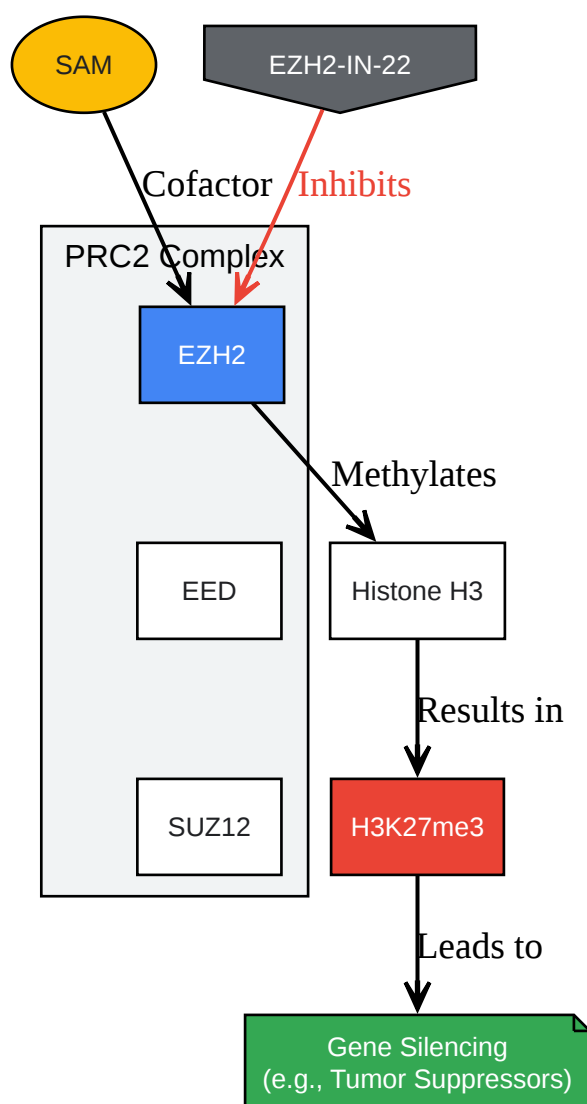 SAM
EZH2-IN-22
Cofactor
Inhibits
PRC2 Complex
EZH2
Methylates
EED
Histone H3
Results in
SUZ12
H3K27me3
Leads to
Gene Silencing
(e.g., Tumor Suppressors)